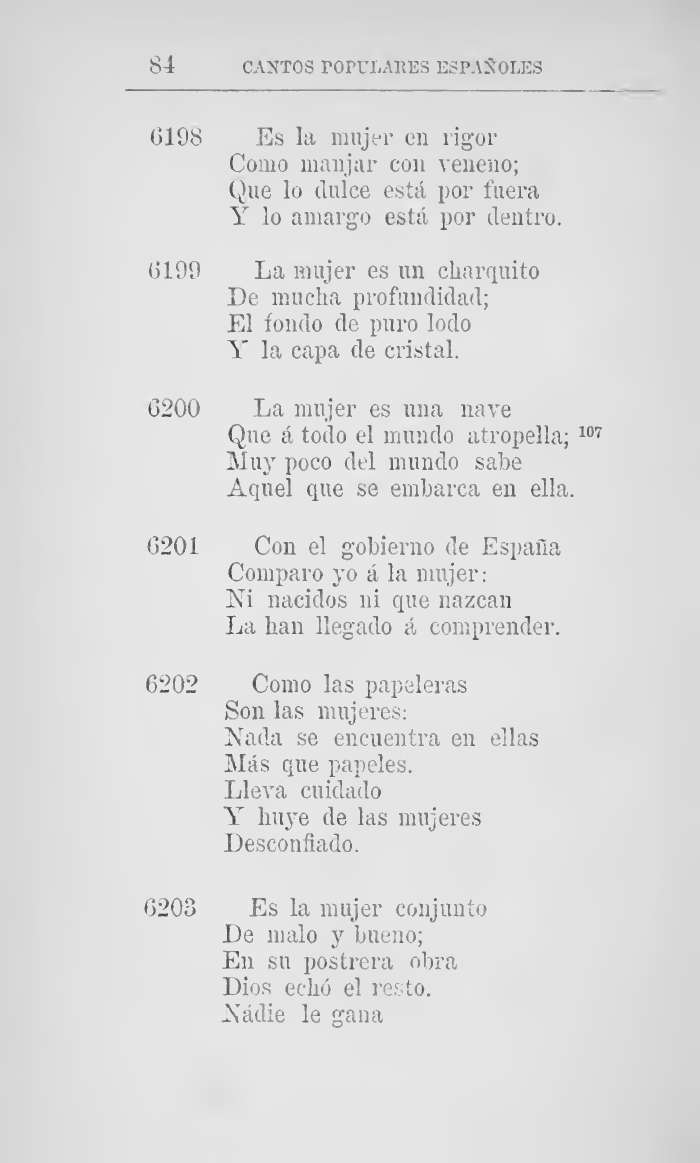 84 CANTOS POPULARES ESPAÑOLES
6198 Es la mujer en rigor
Como manjar con veneno;
Que lo dulce está por fuera
Y lo amargo está por dentro.
6199 La mujer es un charquito
De mucha profundidad;
El fondo de puro lodo
Y la capa de cristal.
6200 La mujer es una nave
Que á todo el mundo atropella; 107
Muy poco del mundo sabe
Aquel que se embarca en ella.
6201 Con el gobierno de España
Comparo yo á la mujer:
Ni nacidos ni que nazcan
La han llegado á comprender.
6202 Como las papeleras
Son las mujeres:
Nada se encuentra en ellas
Más que papeles.
Lleva cuidado
Y huye de las mujeres
Desconfiado.
6203 Es la mujer conjunto
De malo y bueno;
En su postrera obra
Dios echó el resto.
Nádie le gana